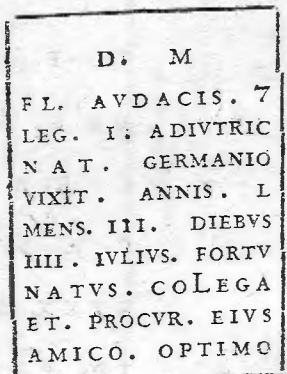 D. M
FL. AVDACIS. 7
LEG. I. ADIVTRIC
NAT. GERMANIO
VIXIT. ANNIS. L
MENS. III. DIEBVS
IIII. IVLIVS. FORTV
NATVS. COLEGA
ET. PROCVR. EIVS
AMICO. OPTIMO